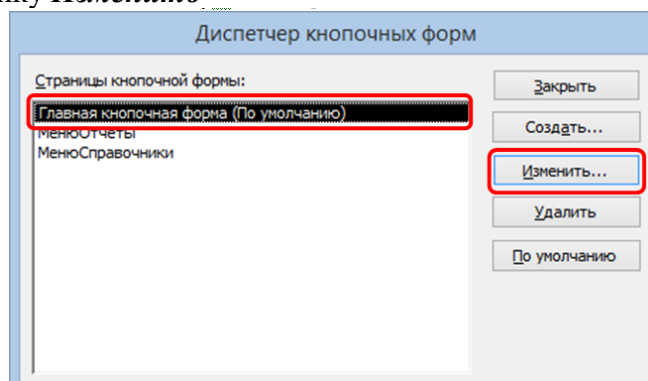 Диспетчер кнопочных форм
Страницы кнопочной формы:
Главная кнопочная форма (По умолчанию)
МенюОтчеты
МенюСправочники
Закрыть
Создать...
Изменить...
Удалить
По умолчанию